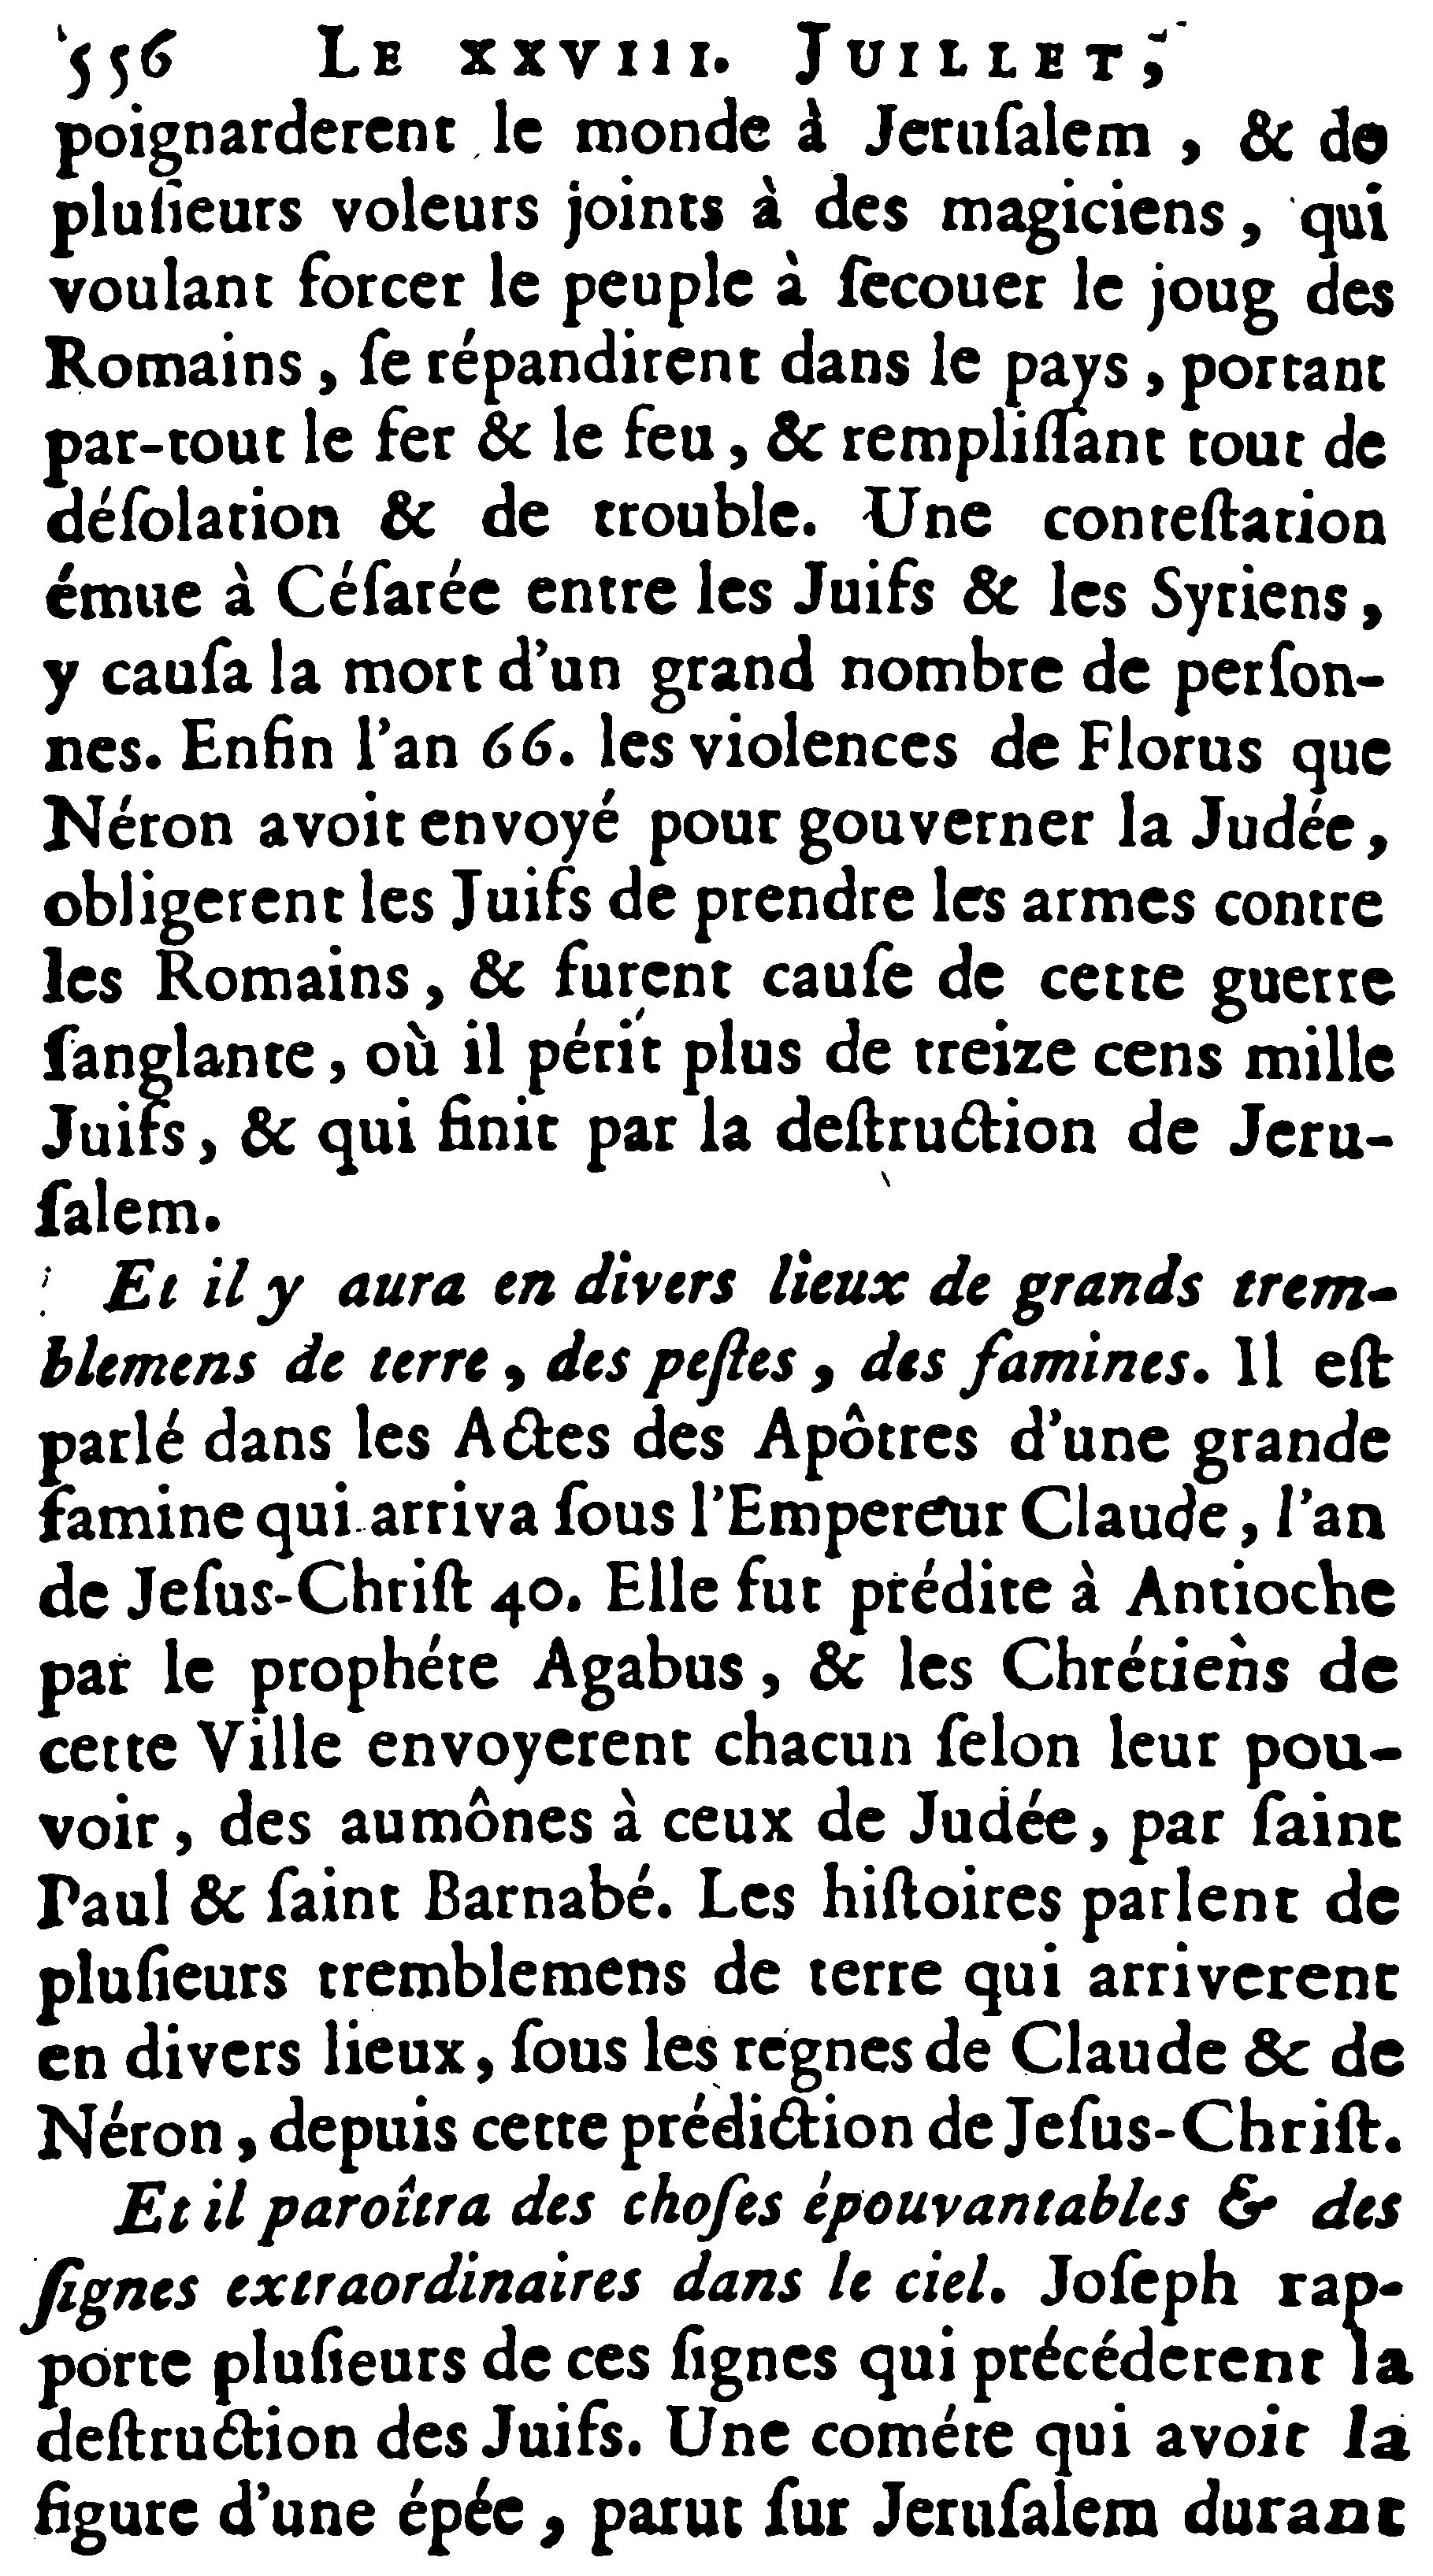 556 LE XXVIII. JUILLET,
poignarderent le monde à Jeruſalem, & de
pluſieurs voleurs joints à des magiciens, qui
voulant forcer le peuple à ſecouer le joug des
Romains, ſe répandirent dans le pays, portant
par-tout le fer & le feu, & rempliſſant tout de
déſolation & de trouble. Une conteſtation
émue à Céſarée entre les Juifs & les Syriens,
y cauſa la mort d'un grand nombre de perſon-
nes. Enfin l'an 66. les violences de Florus que
Néron avoit envoyé pour gouverner la Judée,
obligerent les Juifs de prendre les armes contre
les Romains, & furent cauſe de cette guerre
ſanglante, où il périt plus de treize cens mille
Juifs, & qui finit par la deſtruction de Jeru-
ſalem.
Et il y aura en divers lieux de grands trem-
blemens de terre, des peſtes, des famines. Il eſt
parlé dans les Actes des Apôtres d'une grande
famine qui arriva ſous l'Empereur Claude, l'an
de Jeſus-Chriſt 40. Elle fut prédite à Antioche
par le prophéte Agabus, & les Chrétiens de
cette Ville envoyerent chacun ſelon leur pou-
voir, des aumônes à ceux de Judée, par ſaint
Paul & ſaint Barnabé. Les hiſtoires parlent de
pluſieurs tremblemens de terre qui arriverent
en divers lieux, ſous les regnes de Claude & de
Néron, depuis cette prédiction de Jeſus-Chriſt.
Et il paroîtra des choſes épouvantables & des
ſignes extraordinaires dans le ciel. Joſeph rap-
porte pluſieurs de ces ſignes qui précéderent la
deſtruction des Juifs. Une cométe qui avoit la
figure d'une épée, parut ſur Jeruſalem durant